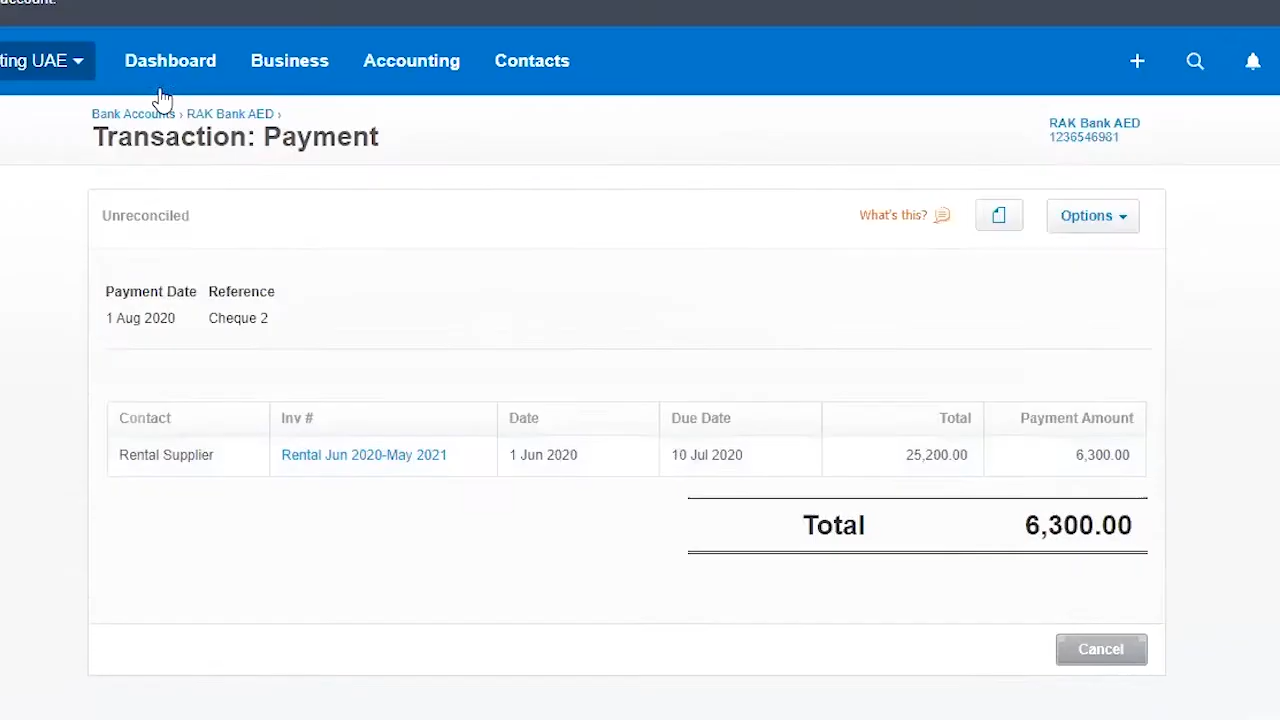 account.
ting UAE Dashboard Business Accounting Contacts
Bank Accounts › RAK Bank AED ›
Transaction: Payment
RAK Bank AED
1236546981
Unreconciled What's this? Options
Payment Date Reference
1 Aug 2020 Cheque 2
Contact Inv # Date Due Date Total Payment Amount
Rental Supplier Rental Jun 2020-May 2021 1 Jun 2020 10 Jul 2020 25,200.00 6,300.00
Total 6,300.00
Cancel